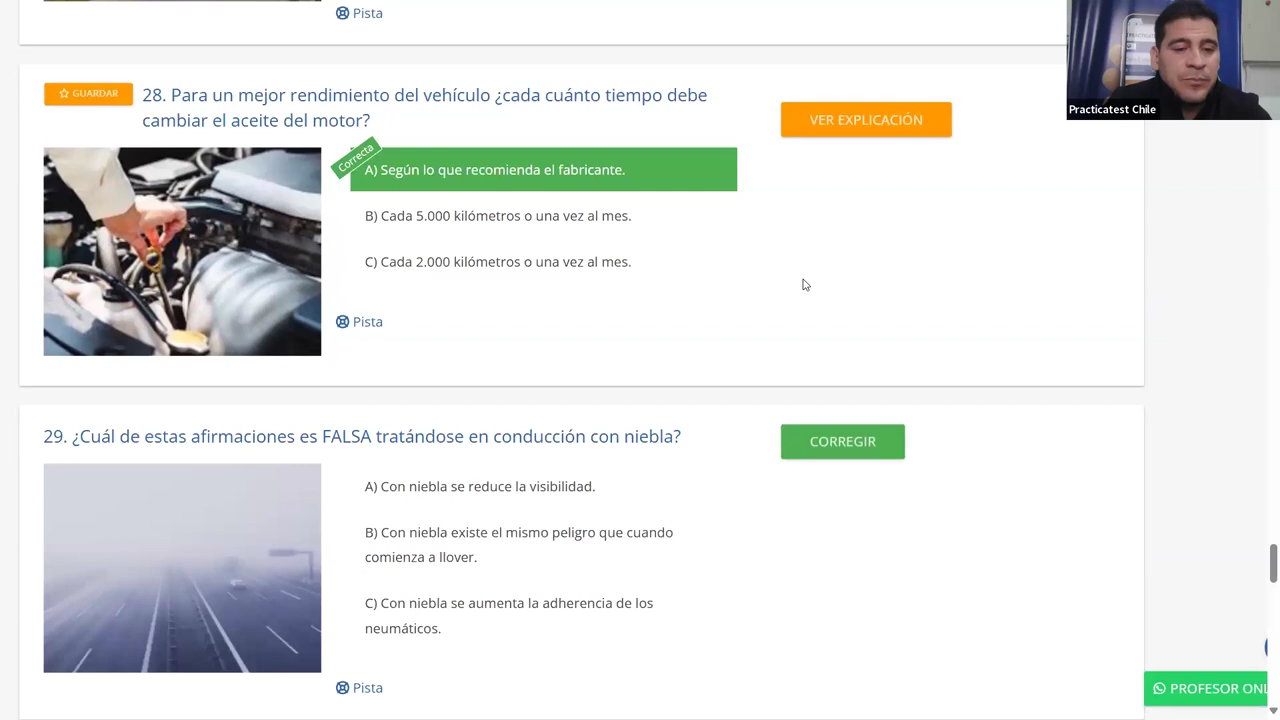 Pista
Practicatest Chile
GUARDAR
28. Para un mejor rendimiento del vehículo ¿cada cuánto tiempo debe
cambiar el aceite del motor?
VER EXPLICACIÓN
Correcta
A) Según lo que recomienda el fabricante.
B) Cada 5.000 kilómetros o una vez al mes.
C) Cada 2.000 kilómetros o una vez al mes.
Pista
29. ¿Cuál de estas afirmaciones es FALSA tratándose en conducción con niebla?
CORREGIR
A) Con niebla se reduce la visibilidad.
B) Con niebla existe el mismo peligro que cuando
comienza a llover.
C) Con niebla se aumenta la adherencia de los
neumáticos.
Pista
PROFESOR ONL